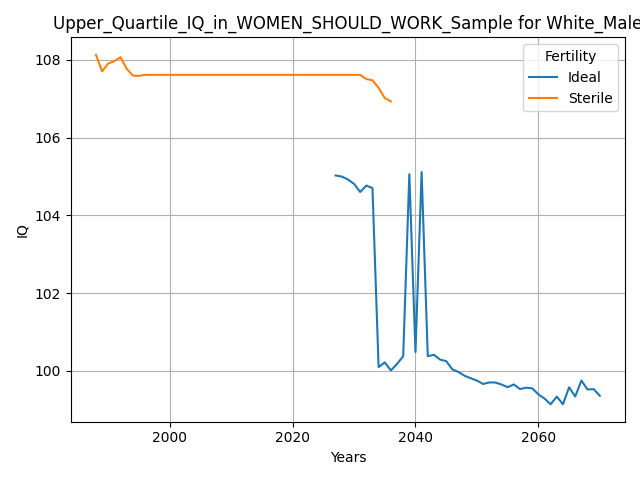 Upper_Quartile_IQ_in_WOMEN_SHOULD_WORK_Sample for White_Male
Fertility
Ideal
Sterile
108
106
104
102
100
IQ
2000
2020
2040
2060
Years